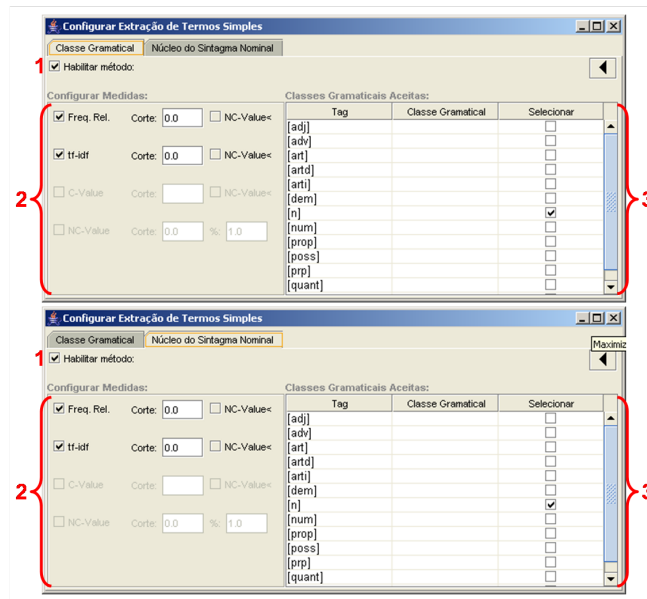 Configurar Extração de Termos Simples
Classe Gramatical Núcleo do Sintagma Nominal
1 Habilitar método:
Configurar Medidas: Classes Gramaticais Aceitas:
Tag Classe Gramatical Selecionar
Freq. Rel. Corte: 0.0 NC-Value<
[adj]
[adv]
tf-idf Corte: 0.0 NC-Value<
[art]
[artd]
[arti]
C-Value Corte: NC-Value<
[dem]
2 3
[n]
[num]
NC-Value Corte: 0.0 %: 1.0
[prop]
[poss]
[prp]
[quant]
Configurar Extração de Termos Simples
Classe Gramatical Núcleo do Sintagma Nominal
Maximiz
1 Habilitar método:
Configurar Medidas: Classes Gramaticais Aceitas:
Tag Classe Gramatical Selecionar
Freq. Rel. Corte: 0.0 NC-Value<
[adj]
[adv]
tf-idf Corte: 0.0 NC-Value<
[art]
[artd]
[arti]
C-Value Corte: NC-Value<
[dem]
2 3
[n]
[num]
NC-Value Corte: 0.0 %: 1.0
[prop]
[poss]
[prp]
[quant]